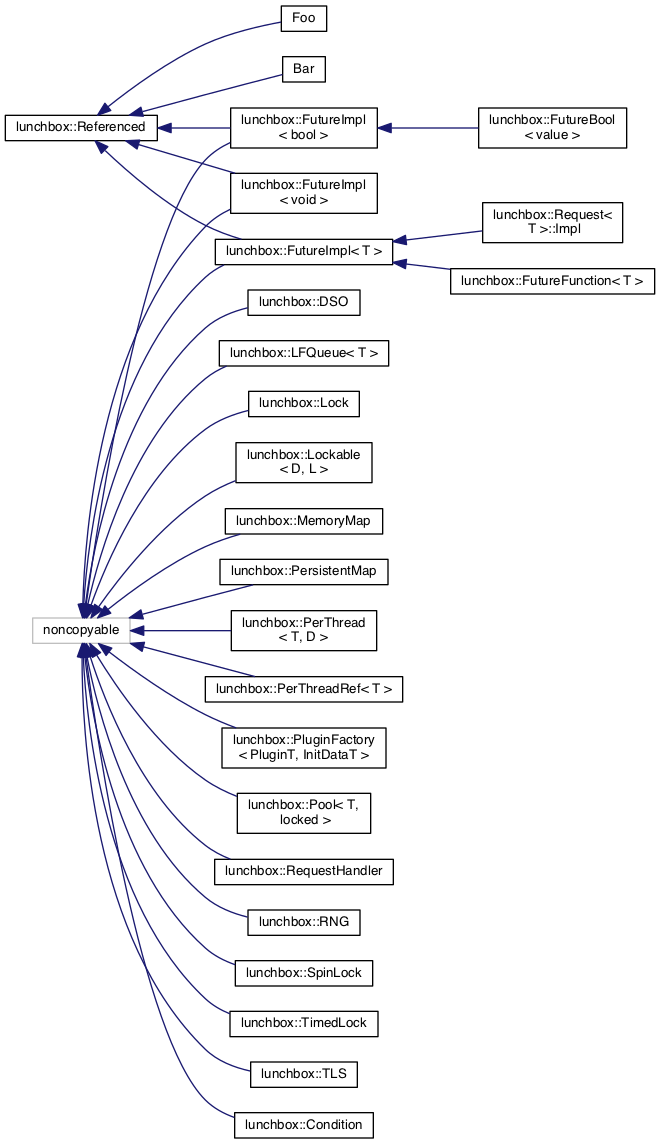 Foo
Bar
lunchbox::Referenced
lunchbox::FutureImpl
< bool >
lunchbox::FutureBool
< value >
lunchbox::FutureImpl
< void >
lunchbox::Request<
T >::Impl
lunchbox::FutureImpl< T >
lunchbox::FutureFunction< T >
lunchbox::DSO
lunchbox::LFQueue< T >
lunchbox::Lock
lunchbox::Lockable
< D, L >
lunchbox::MemoryMap
lunchbox::PersistentMap
noncopyable
lunchbox::PerThread
< T, D >
lunchbox::PerThreadRef< T >
lunchbox::PluginFactory
< PluginT, InitDataT >
lunchbox::Pool< T,
locked >
lunchbox::RequestHandler
lunchbox::RNG
lunchbox::SpinLock
lunchbox::TimedLock
lunchbox::TLS
lunchbox::Condition